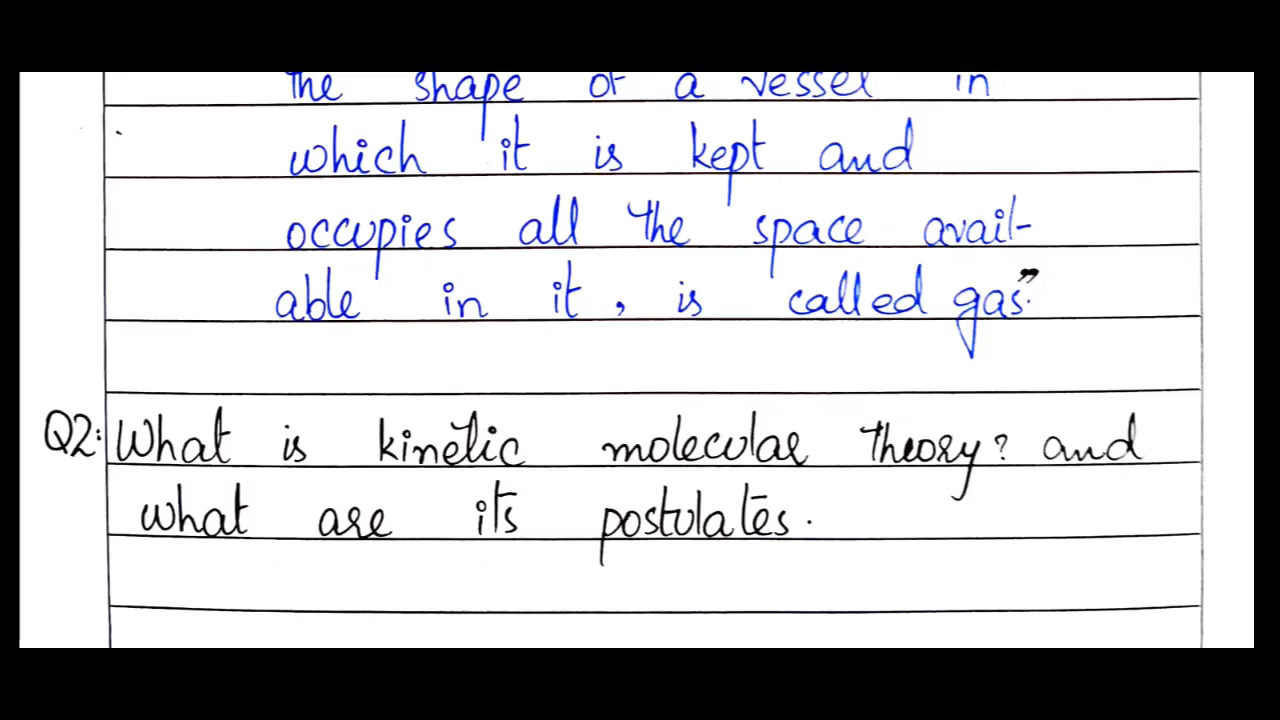 the shape of a vessel in
which it is kept and
occupies all the space avail-
able in it, is called gas."
Q2: What is kinetic molecular theory? and
what are its postulates.